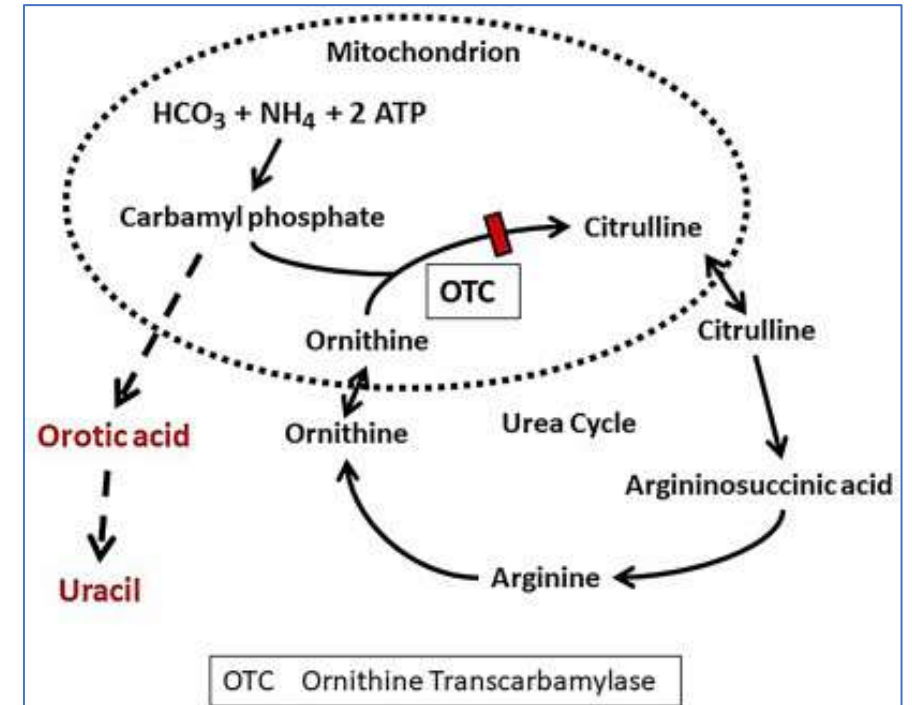 Mitochondrion
HCO₃ + NH₄ + 2 ATP
Carbamyl phosphate
Citrulline
OTC
Ornithine
Citrulline
Orotic acid
Ornithine
Urea Cycle
Argininosuccinic acid
Arginine
Uracil
OTC Ornithine Transcarbamylase